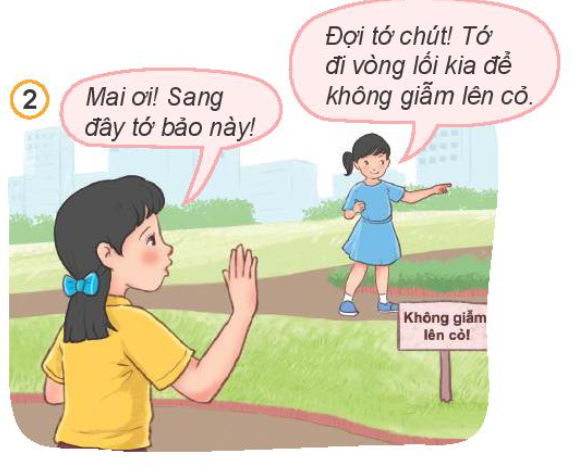 2
Mai ơi! Sang
đây tớ bảo này!
Đợi tớ chút! Tớ
đi vòng lối kia để
không giẫm lên cỏ.
Không giẫm
lên cỏ!